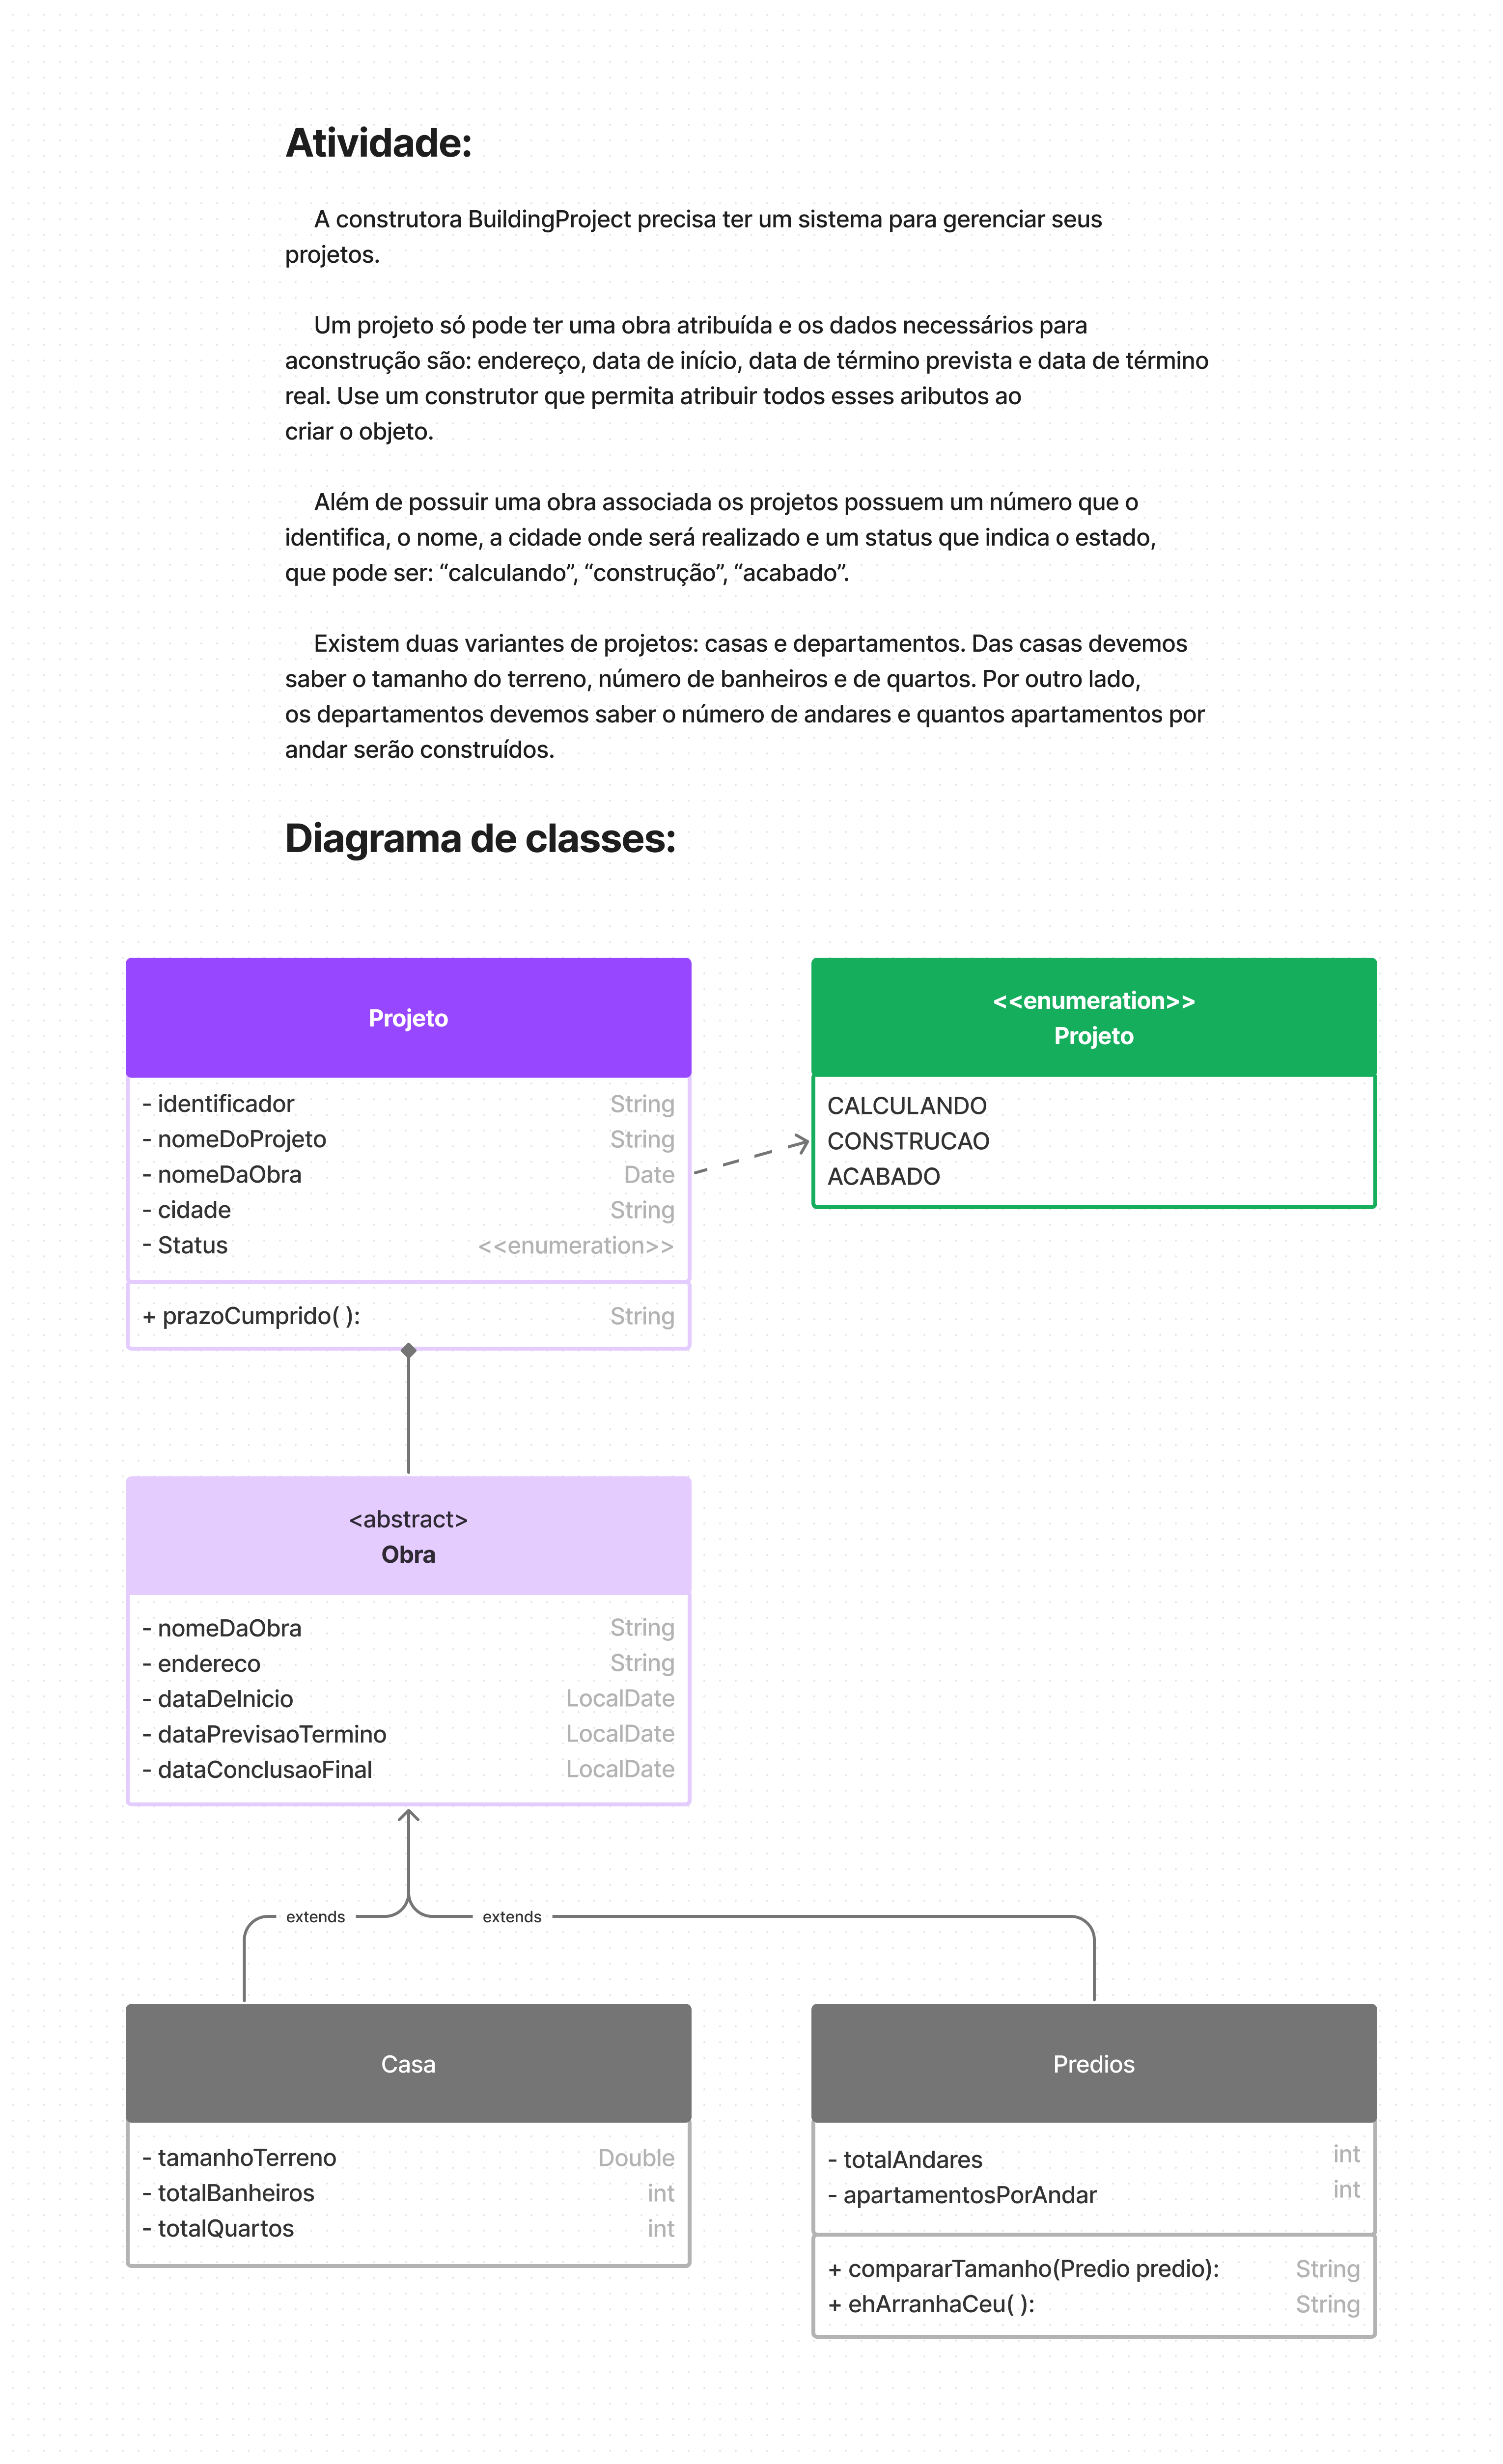 Atividade:
A construtora BuildingProject precisa ter um sistema para gerenciar seus
projetos.
Um projeto só pode ter uma obra atribuída e os dados necessários para
aconstrução são: endereço, data de início, data de término prevista e data de término
real. Use um construtor que permita atribuir todos esses aributos ao
criar o objeto.
Além de possuir uma obra associada os projetos possuem um número que o
identifica, o nome, a cidade onde será realizado e um status que indica o estado,
que pode ser: “calculando”, “construção”, “acabado”.
Existem duas variantes de projetos: casas e departamentos. Das casas devemos
saber o tamanho do terreno, número de banheiros e de quartos. Por outro lado,
os departamentos devemos saber o número de andares e quantos apartamentos por
andar serão construídos.
Diagrama de classes:
Projeto
- identificador String
- nomeDoProjeto String
- nomeDaObra Date
- cidade String
- Status <<enumeration>>
+ prazoCumprido( ): String
<<enumeration>>
Projeto
CALCULANDO
CONSTRUCAO
ACABADO
<abstract>
Obra
- nomeDaObra String
- endereco String
- dataDeInicio LocalDate
- dataPrevisaoTermino LocalDate
- dataConclusaoFinal LocalDate
extends
extends
Casa
- tamanhoTerreno Double
- totalBanheiros int
- totalQuartos int
Predios
- totalAndares int
- apartamentosPorAndar int
+ compararTamanho(Predio predio): String
+ ehArranhaCeu( ): String